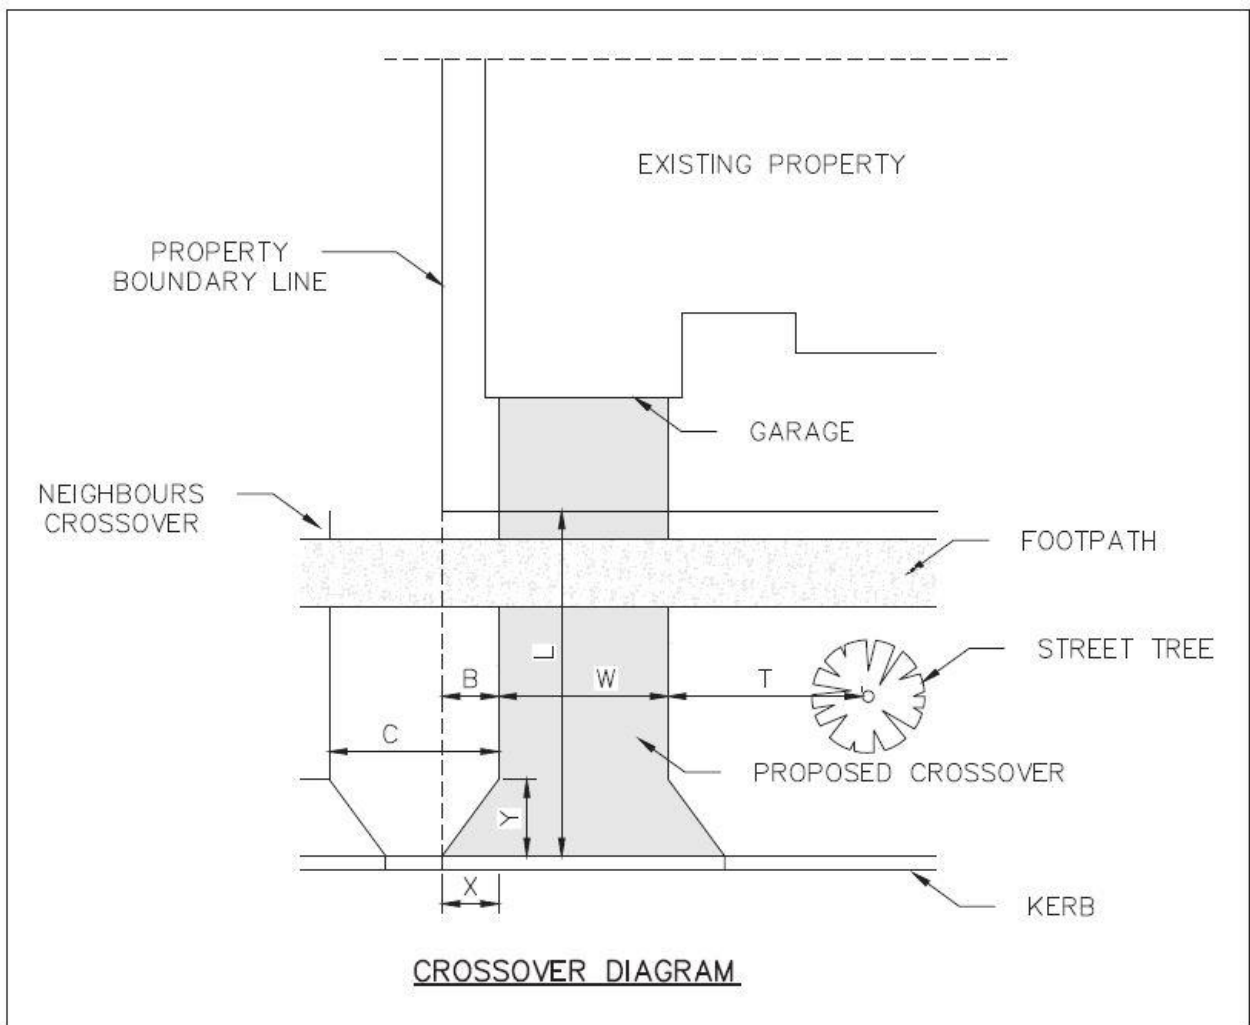 EXISTING PROPERTY
PROPERTY
BOUNDARY LINE
GARAGE
NEIGHBOURS
CROSSOVER
FOOTPATH
L
STREET TREE
B
W
T
C
PROPOSED CROSSOVER
Y
X
KERB
CROSSOVER DIAGRAM